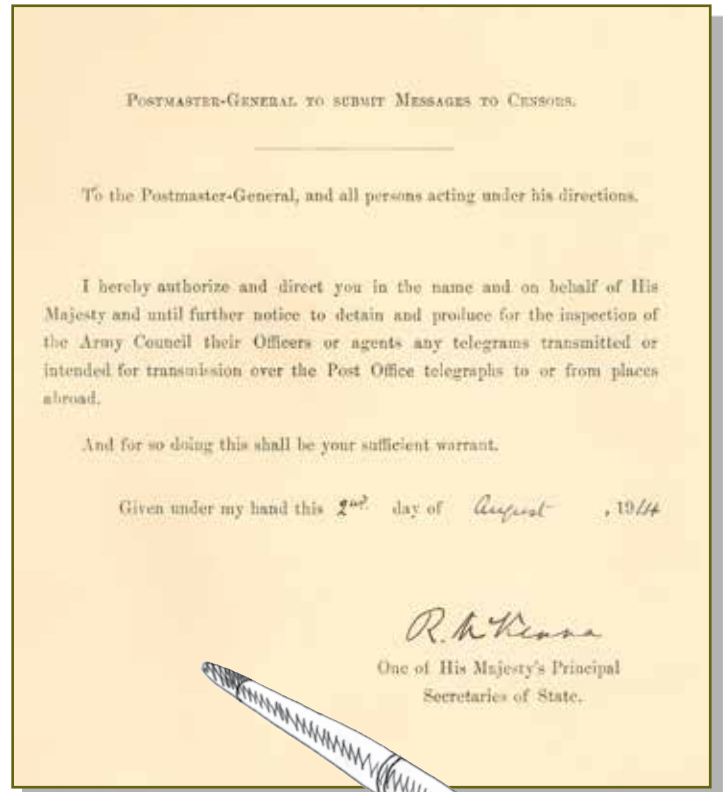 POSTMASTER-GENERAL TO SUBMIT MESSAGES TO CENSORS.
To the Postmaster-General, and all persons acting under his directions.
I hereby authorize and direct you in the name and on behalf of His
Majesty and until further notice to detain and produce for the inspection of
the Army Council their Officers or agents any telegrams transmitted or
intended for transmission over the Post Office telegraphs to or from places
abroad.
And for so doing this shall be your sufficient warrant.
Given under my hand this 2nd. day of August , 1914
R. McKenna
One of His Majesty's Principal
Secretaries of State.